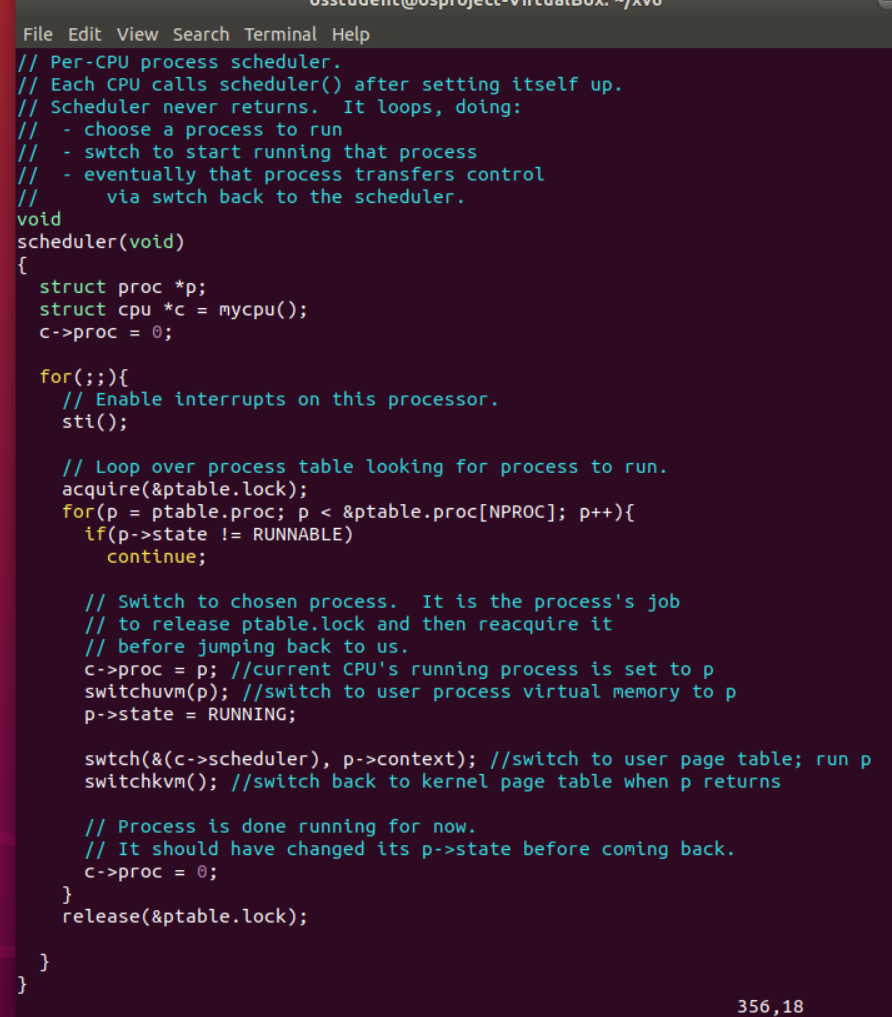 osstudent@osproject-VirtualBox: ~/xv6
File Edit View Search Terminal Help
// Per-CPU process scheduler.
// Each CPU calls scheduler() after setting itself up.
// Scheduler never returns.  It loops, doing:
//  - choose a process to run
//  - swtch to start running that process
//  - eventually that process transfers control
//      via swtch back to the scheduler.
void
scheduler(void)
{
  struct proc *p;
  struct cpu *c = mycpu();
  c->proc = 0;

  for(;;){
    // Enable interrupts on this processor.
    sti();

    // Loop over process table looking for process to run.
    acquire(&ptable.lock);
    for(p = ptable.proc; p < &ptable.proc[NPROC]; p++){
      if(p->state != RUNNABLE)
        continue;

      // Switch to chosen process.  It is the process's job
      // to release ptable.lock and then reacquire it
      // before jumping back to us.
      c->proc = p; //current CPU's running process is set to p
      switchuvm(p); //switch to user process virtual memory to p
      p->state = RUNNING;

      swtch(&(c->scheduler), p->context); //switch to user page table; run p
      switchkvm(); //switch back to kernel page table when p returns

      // Process is done running for now.
      // It should have changed its p->state before coming back.
      c->proc = 0;
    }
    release(&ptable.lock);

  }
}
356,18